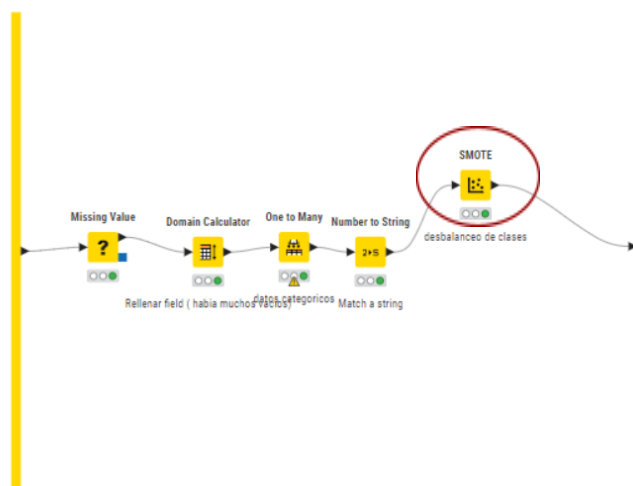 SMOTE
desbalanceo de clases
Missing Value
Domain Calculator
One to Many
Number to String
?
2▸S
Rellenar field ( habia muchos vacios)
datos categoricos
Match a string